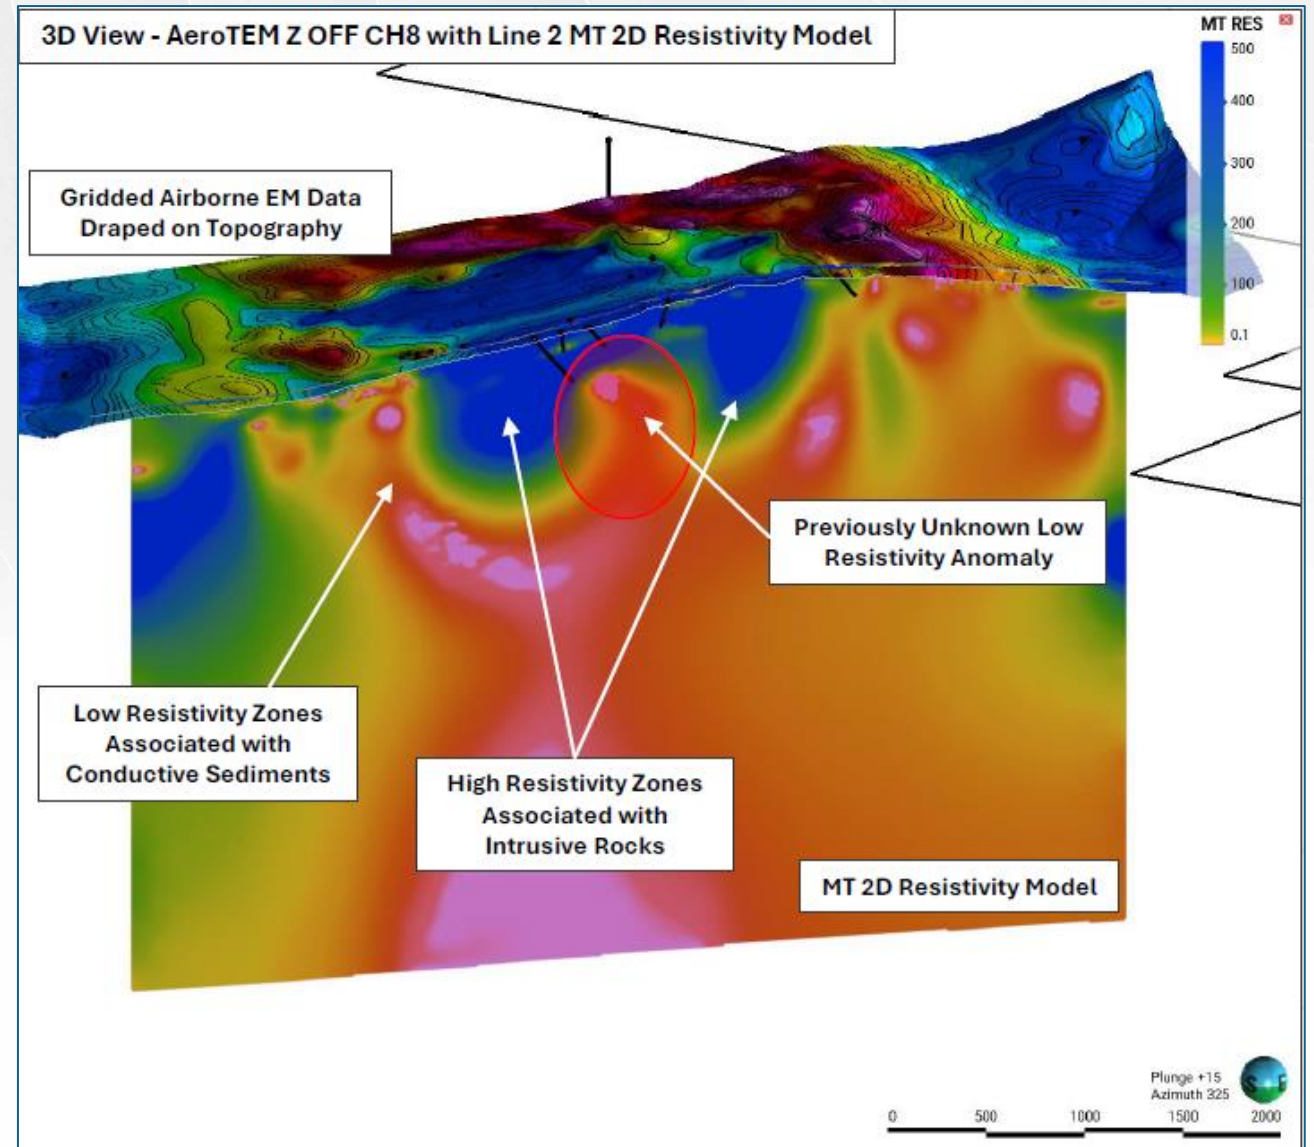 3D View - AeroTEM Z OFF CH8 with Line 2 MT 2D Resistivity Model
MT RES
500
400
300
200
100
0.1
Gridded Airborne EM Data
Draped on Topography
Previously Unknown Low
Resistivity Anomaly
Low Resistivity Zones
Associated with
Conductive Sediments
High Resistivity Zones
Associated with
Intrusive Rocks
MT 2D Resistivity Model
Plunge +15
Azimuth 325
S E
0 500 1000 1500 2000